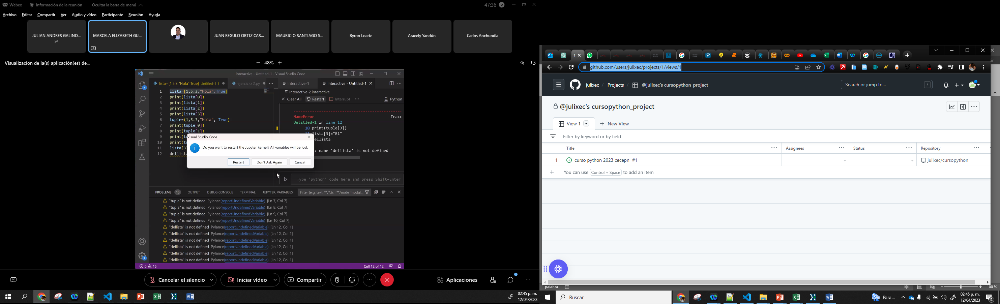 Webex Información de la reunión Ocultar la barra de menú 47:36
Archivo Editar Compartir Ver Audio y vídeo Participante Reunión Ayuda
JULIAN ANDRES GALIND...
yo
MARCELA ELIZABETH GU...
JUAN REGULO ORTIZ CAS...
MAURICIO SANTIAGO S...
Byron Loarte
Aracely Yandún
Carlos Anchundia
Visualización de la(s) aplicación(es) de...
48%
Interactive - Untitled-1 - Visual Studio Code
lista=[1,5.3,"Hola",True] Untitled-1 1
ejercicio 2.py
Interactive-1
Interactive - Untitled-1
1 lista=[1,5.3,"Hola",True]
2 print(lista[0])
3 print(lista[1])
4 print(lista[2])
5 print(lista[3])
6 tuple=(1,5.3,"Hola", True)
7 print(tuple[0])
8 print(tuple[1])
9 print(t
10 print(tu
11 lista[3
12 dellista
Interactive-2.interactive
Clear All Restart Interrupt ... Python
NameError Trace
Untitled-1 in line 12
10 print(tuple[3])
11 lista[3]="R1"
dellista
: name 'dellista' is not defined
Visual Studio Code
Do you want to restart the Jupyter kernel? All variables will be lost.
Restart Don't Ask Again Cancel
Type 'python' code here and press Shift+Enter
PROBLEMS 15 OUTPUT DEBUG CONSOLE TERMINAL JUPYTER: VARIABLES Filter (e.g. text, **/*.ts, !**/node_modul...
"tupla" is not defined Pylance(reportUndefinedVariable) [Ln 7, Col 7]
"tupla" is not defined Pylance(reportUndefinedVariable) [Ln 8, Col 7]
"tupla" is not defined Pylance(reportUndefinedVariable) [Ln 9, Col 7]
"tupla" is not defined Pylance(reportUndefinedVariable) [Ln 10, Col 7]
"dellista" is not defined Pylance(reportUndefinedVariable) [Ln 12, Col 1]
"dellista" is not defined Pylance(reportUndefinedVariable) [Ln 12, Col 1]
"dellista" is not defined Pylance(reportUndefinedVariable) [Ln 12, Col 1]
"dellista" is not defined Pylance(reportUndefinedVariable) [Ln 12, Col 1]
"dellista" is not defined Pylance(reportUndefinedVariable) [Ln 12, Col 1]
"dellista" is not defined Pylance(reportUndefinedVariable) [Ln 12, Col 1]
0 15 Cell 12 of 12
Cancelar el silencio Iniciar vídeo Compartir Aplicaciones
02:45 p. m.
12/04/2023
github.com/users/julixec/projects/1/views/1
julixec / Projects / @julixec's cursopython_project Search or jump to... /
@julixec's cursopython_project
View 1 New View
Filter by keyword or by field
Title Assignees Status Repository
1 curso python 2023 cecepn #1 julixec/cursopython
You can use Control + Space to add an item
1 palabra 100 %
Buscar Para...
02:45 p. m.
12/04/2023
4